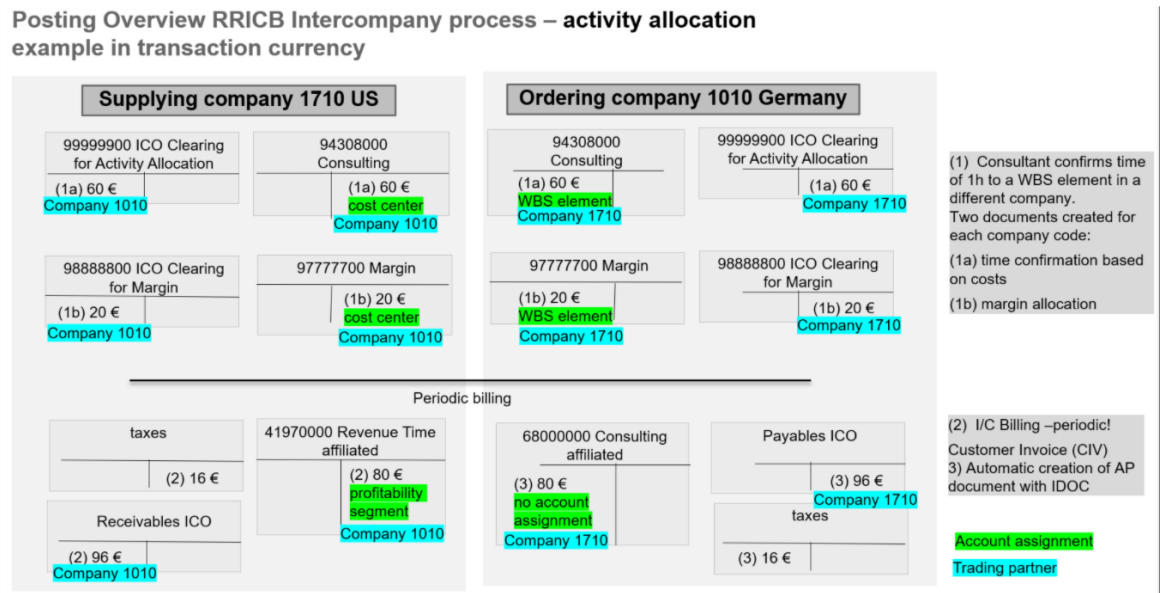 Posting Overview RRICB Intercompany process – activity allocation
example in transaction currency
Supplying company 1710 US
99999900 ICO Clearing
for Activity Allocation
(1a) 60 €
Company 1010
94308000
Consulting
(1a) 60 €
cost center
Company 1010
98888800 ICO Clearing
for Margin
(1b) 20 €
Company 1010
97777700 Margin
(1b) 20 €
cost center
Company 1010
Ordering company 1010 Germany
94308000
Consulting
(1a) 60 €
WBS element
Company 1710
99999900 ICO Clearing
for Activity Allocation
(1a) 60 €
Company 1710
97777700 Margin
(1b) 20 €
WBS element
Company 1710
98888800 ICO Clearing
for Margin
(1b) 20 €
Company 1710
(1) Consultant confirms time
of 1h to a WBS element in a
different company.
Two documents created for
each company code:
(1a) time confirmation based
on costs
(1b) margin allocation
Periodic billing
taxes
(2) 16 €
41970000 Revenue Time
affiliated
(2) 80 €
profitability
segment
Company 1010
Receivables ICO
(2) 96 €
Company 1010
68000000 Consulting
affiliated
(3) 80 €
no account
assignment
Company 1710
Payables ICO
(3) 96 €
Company 1710
taxes
(3) 16 €
(2) I/C Billing –periodic!
Customer Invoice (CIV)
3) Automatic creation of AP
document with IDOC
Account assignment
Trading partner